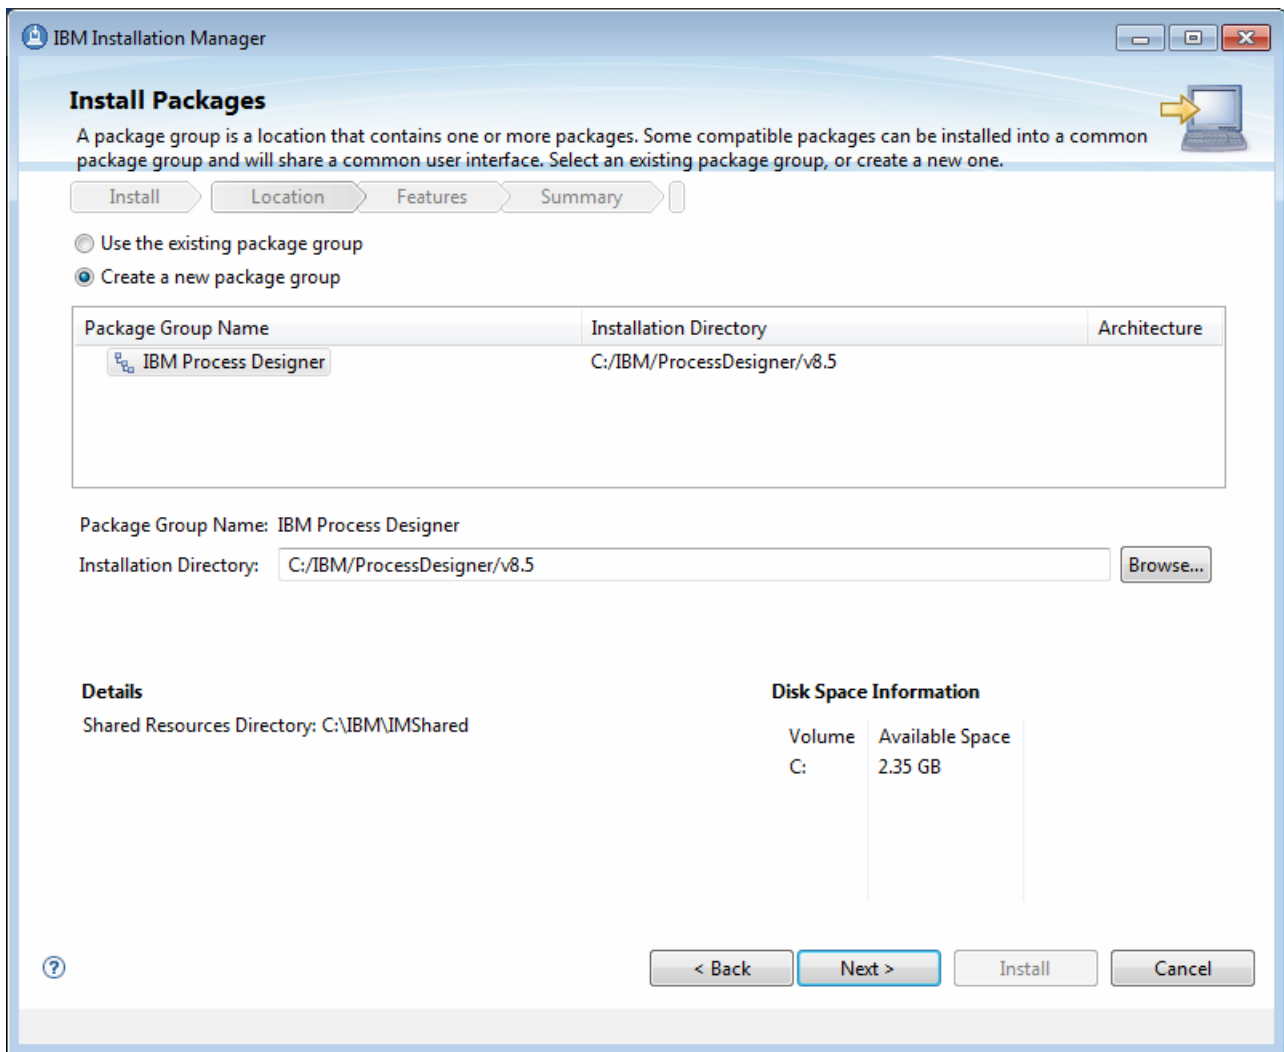 IBM Installation Manager
Install Packages
A package group is a location that contains one or more packages. Some compatible packages can be installed into a common
package group and will share a common user interface. Select an existing package group, or create a new one.
Install Location Features Summary
Use the existing package group
Create a new package group
Package Group Name Installation Directory Architecture
IBM Process Designer C:/IBM/ProcessDesigner/v8.5
Package Group Name: IBM Process Designer
Installation Directory: C:/IBM/ProcessDesigner/v8.5 Browse...
Details Disk Space Information
Shared Resources Directory: C:\IBM\IMShared
Volume Available Space
C: 2.35 GB
? < Back Next > Install Cancel